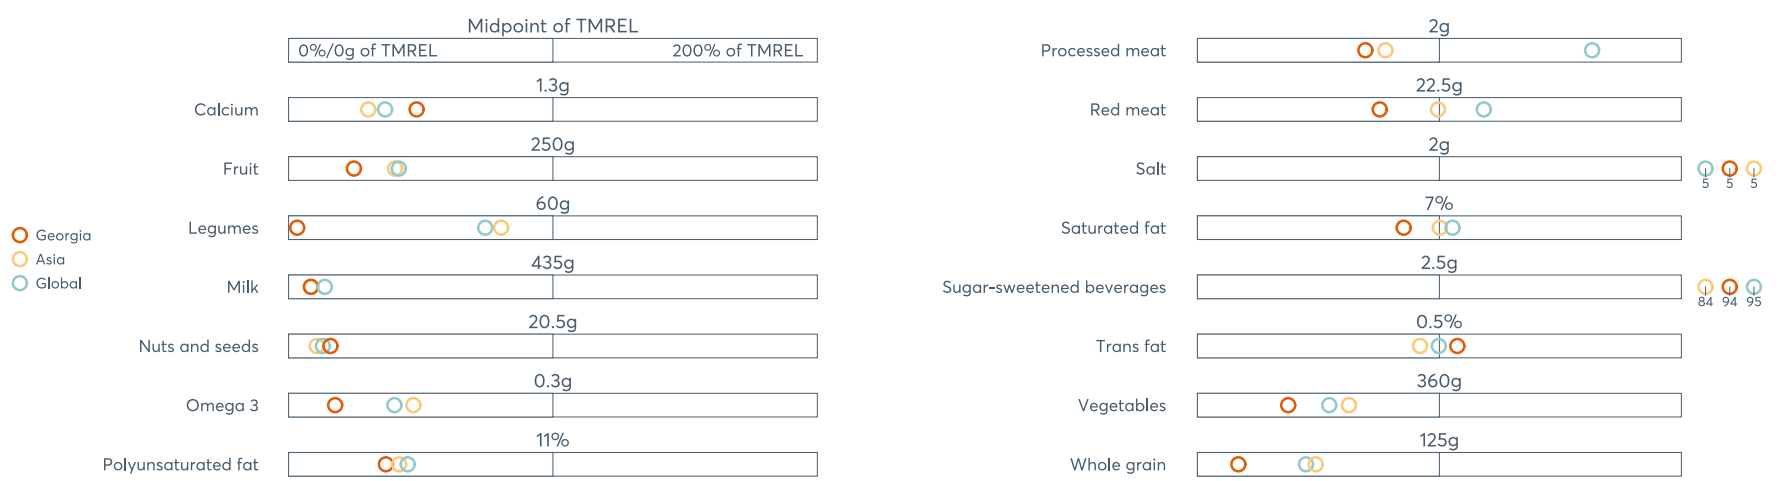 Midpoint of TMREL
0%/0g of TMREL 200% of TMREL
1.3g
Calcium
250g
Fruit
60g
Legumes
435g
Milk
20.5g
Nuts and seeds
0.3g
Omega 3
11%
Polyunsaturated fat
Georgia
Asia
Global
2g
Processed meat
22.5g
Red meat
2g
Salt
5 5 5
7%
Saturated fat
2.5g
Sugar-sweetened beverages
84 94 95
0.5%
Trans fat
360g
Vegetables
125g
Whole grain